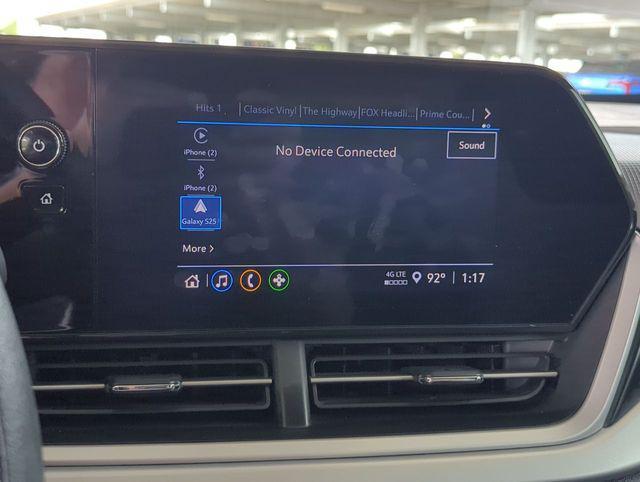 Hits 1 | Classic Vinyl | The Highway | FOX Headli... | Prime Cou... |
iPhone (2)
No Device Connected
Sound
iPhone (2)
Galaxy S25
More
4G LTE
92° | 1:17